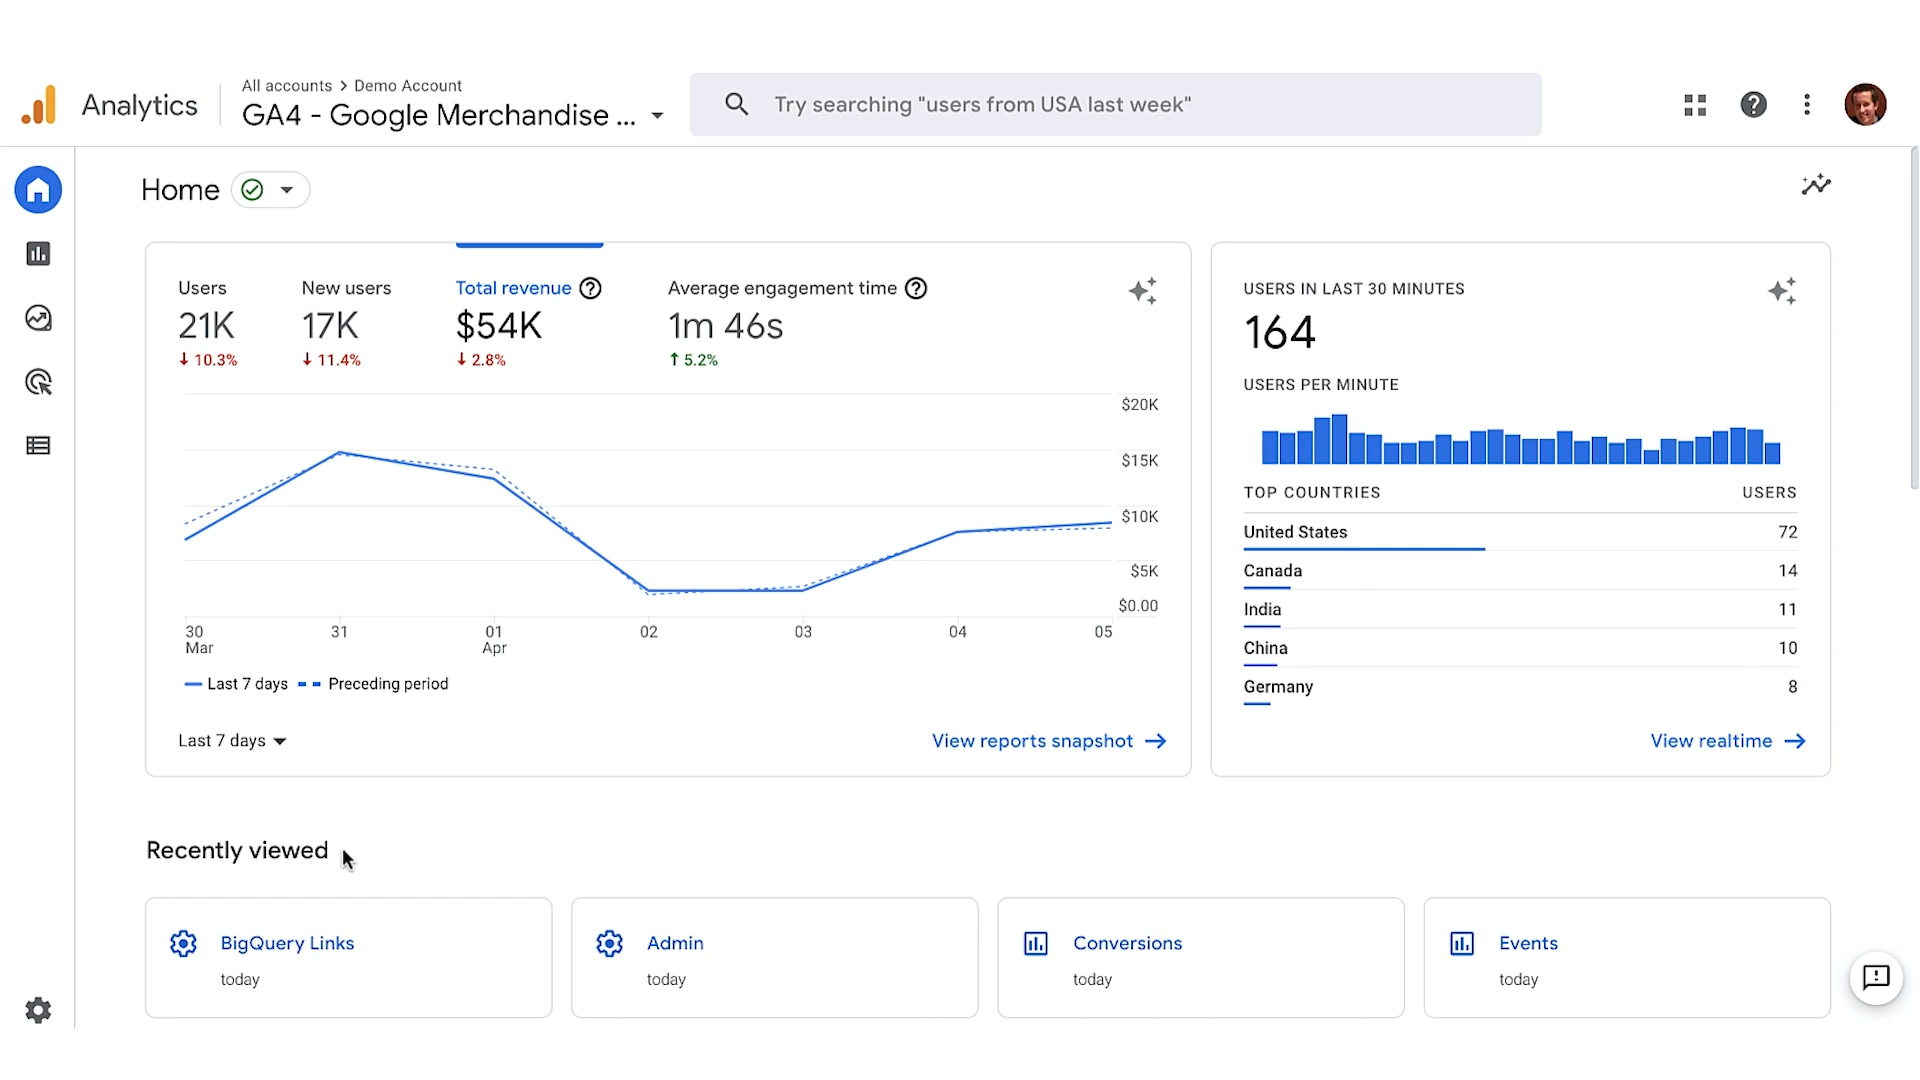 All accounts > Demo Account
Analytics
GA4 - Google Merchandise ...
Try searching "users from USA last week"
Home
Users
21K
10.3%
New users
17K
11.4%
Total revenue
$54K
2.8%
Average engagement time
1m 46s
5.2%
$20K
$15K
$10K
$5K
$0.00
30 31 01 02 03 04 05
Mar Apr
Last 7 days Preceding period
Last 7 days
View reports snapshot
USERS IN LAST 30 MINUTES
164
USERS PER MINUTE
TOP COUNTRIES USERS
United States 72
Canada 14
India 11
China 10
Germany 8
View realtime
Recently viewed
BigQuery Links
today
Admin
today
Conversions
today
Events
today